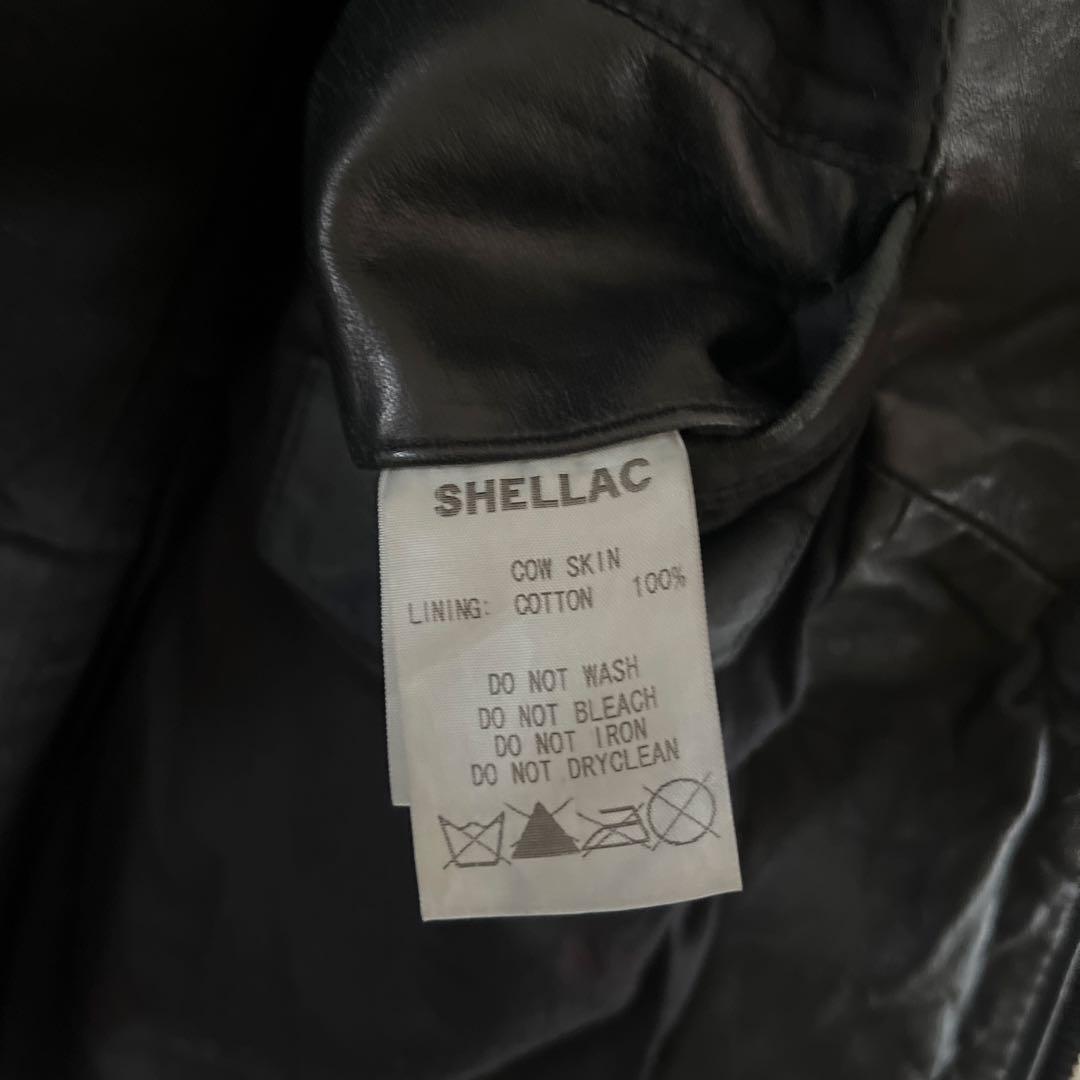 SHELLAC
COW SKIN
LINING: COTTON 100%
DO NOT WASH
DO NOT BLEACH
DO NOT IRON
DO NOT DRYCLEAN